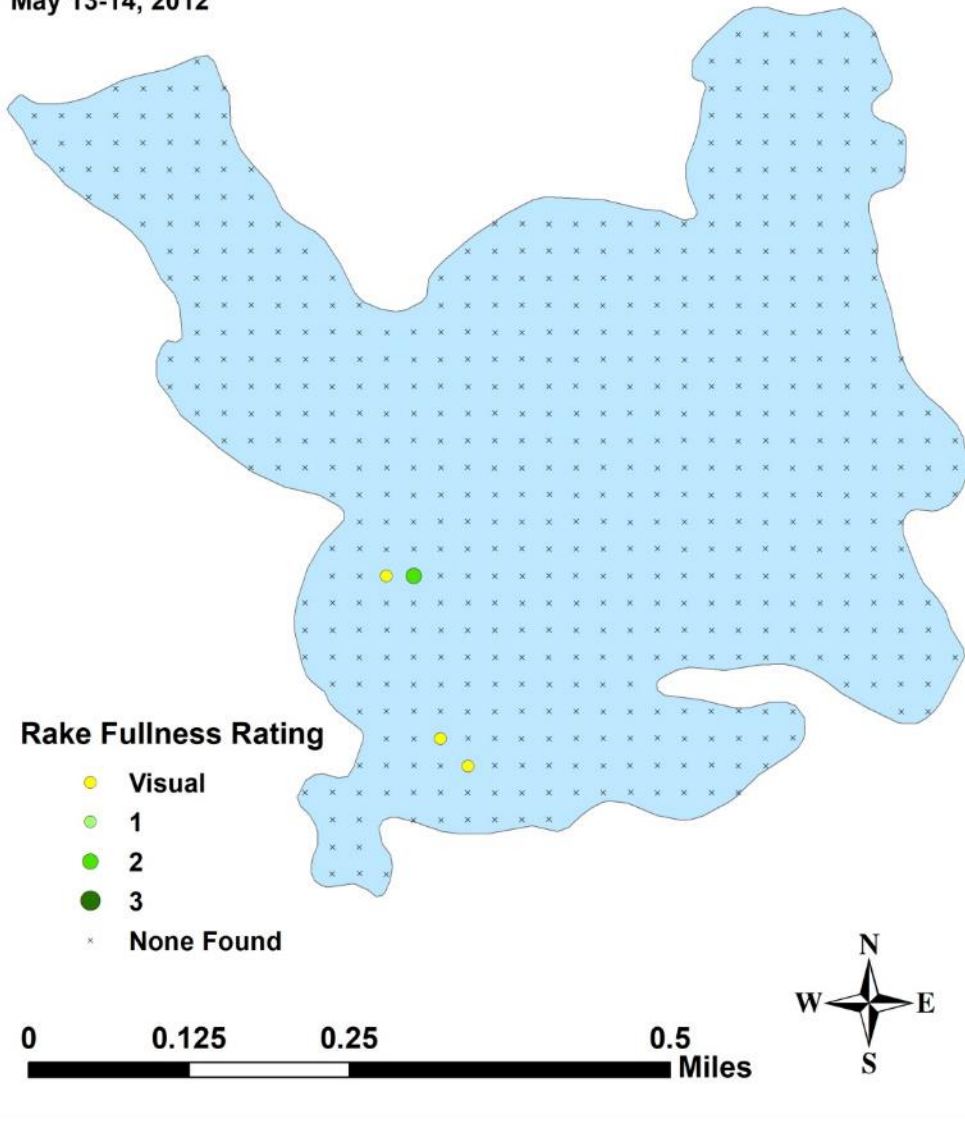 May 13-14, 2012
Rake Fullness Rating
Visual
1
2
3
None Found
N
W E
S
0 0.125 0.25 0.5
Miles